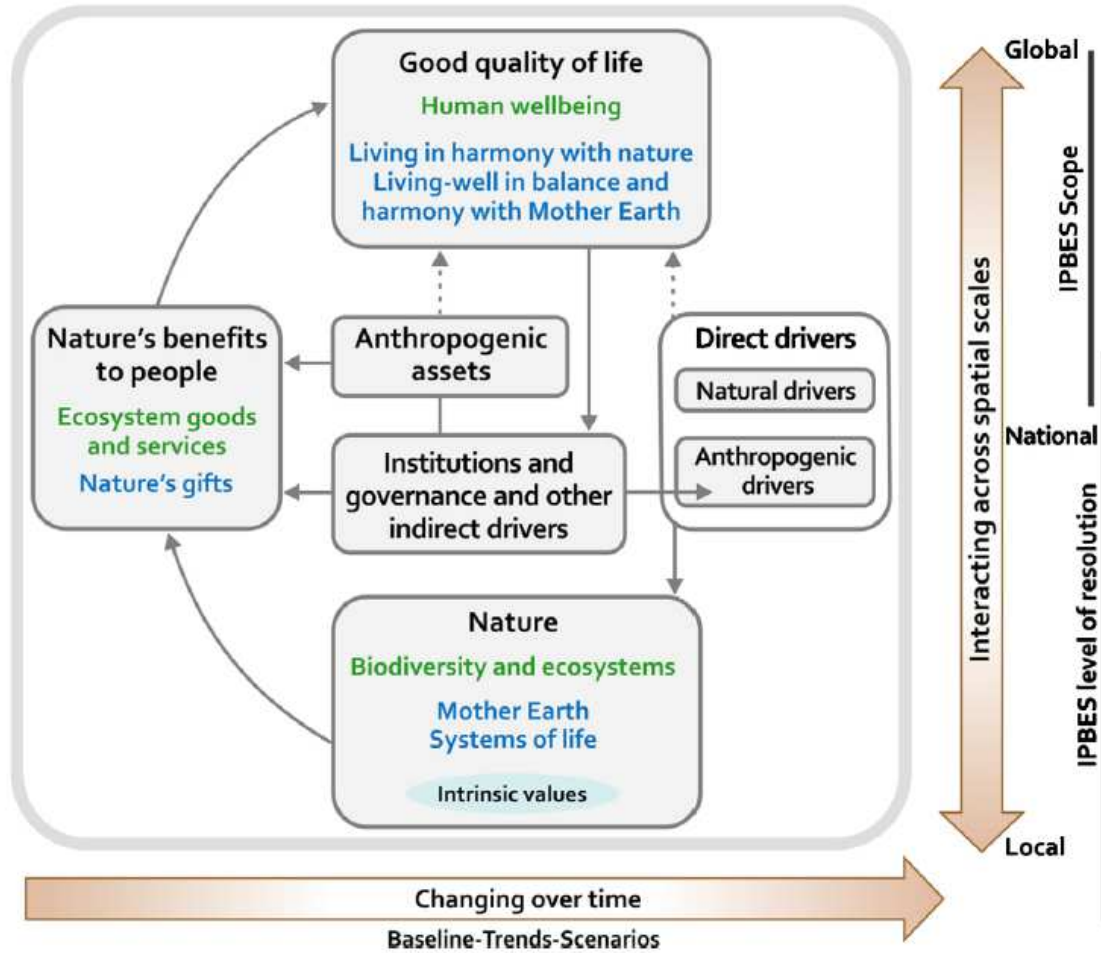 Good quality of life
Human wellbeing
Living in harmony with nature
Living-well in balance and
harmony with Mother Earth
Nature's benefits
to people
Ecosystem goods
and services
Nature's gifts
Anthropogenic
assets
Institutions and
governance and other
indirect drivers
Direct drivers
Natural drivers
Anthropogenic
drivers
Nature
Biodiversity and ecosystems
Mother Earth
Systems of life
Intrinsic values
Changing over time
Baseline-Trends-Scenarios
Interacting across spatial scales
Global
National
Local
IPBES Scope
IPBES level of resolution